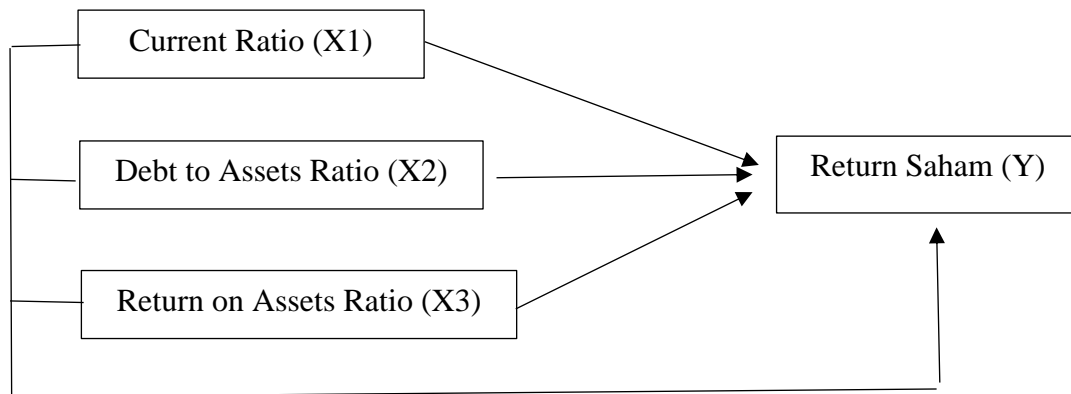 Current Ratio (X1)
Debt to Assets Ratio (X2)
Return Saham (Y)
Return on Assets Ratio (X3)